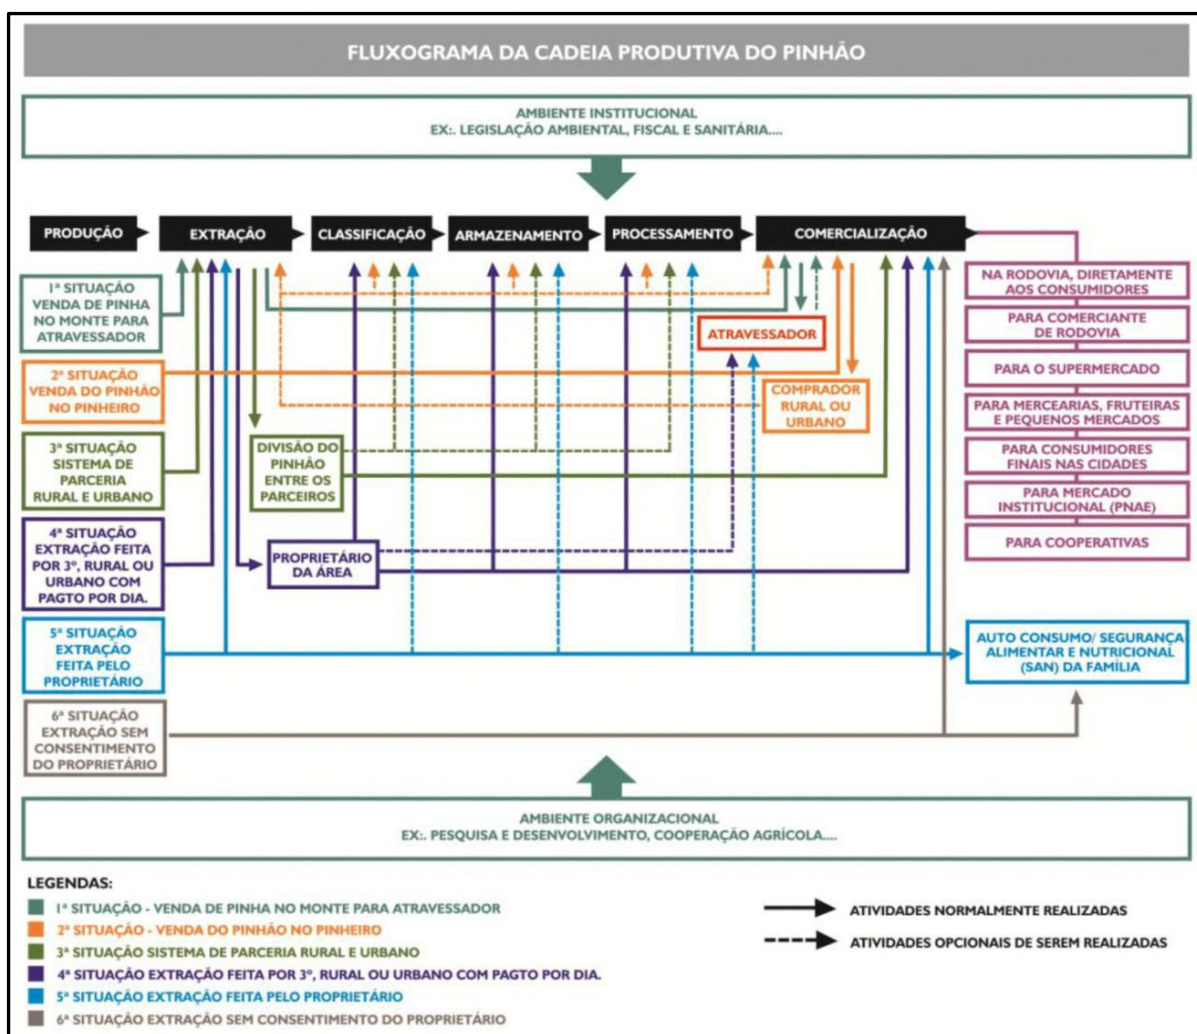 FLUXOGRAMA DA CADEIA PRODUTIVA DO PINHÃO
AMBIENTE INSTITUCIONAL
EX:. LEGISLAÇÃO AMBIENTAL, FISCAL E SANITÁRIA....
PRODUÇÃO
EXTRAÇÃO
CLASSIFICAÇÃO
ARMAZENAMENTO
PROCESSAMENTO
COMERCIALIZAÇÃO
1ª SITUAÇÃO
VENDA DE PINHA
NO MONTE PARA
ATRAVESSADOR
2ª SITUAÇÃO
VENDA DO PINHÃO
NO PINHEIRO
3ª SITUAÇÃO
SISTEMA DE
PARCERIA
RURAL E URBANO
4ª SITUAÇÃO
EXTRAÇÃO FEITA
POR 3º, RURAL OU
URBANO COM
PAGTO POR DIA.
5ª SITUAÇÃO
EXTRAÇÃO
FEITA PELO
PROPRIETÁRIO
6ª SITUAÇÃO
EXTRAÇÃO SEM
CONSENTIMENTO
DO PROPRIETÁRIO
DIVISÃO DO
PINHÃO
ENTRE OS
PARCEIROS
PROPRIETÁRIO
DA ÁREA
ATRAVESSADOR
COMPRADOR
RURAL OU
URBANO
NA RODOVIA, DIRETAMENTE
AOS CONSUMIDORES
PARA COMERCIANTE
DE RODOVIA
PARA O SUPERMERCADO
PARA MERCEARIAS, FRUTEIRAS
E PEQUENOS MERCADOS
PARA CONSUMIDORES
FINAIS NAS CIDADES
PARA MERCADO
INSTITUCIONAL (PNAE)
PARA COOPERATIVAS
AUTO CONSUMO/ SEGURANÇA
ALIMENTAR E NUTRICIONAL
(SAN) DA FAMÍLIA
AMBIENTE ORGANIZACIONAL
EX:. PESQUISA E DESENVOLVIMENTO, COOPERAÇÃO AGRÍCOLA....
LEGENDAS:
1ª SITUAÇÃO - VENDA DE PINHA NO MONTE PARA ATRAVESSADOR
2ª SITUAÇÃO - VENDA DO PINHÃO NO PINHEIRO
3ª SITUAÇÃO SISTEMA DE PARCERIA RURAL E URBANO
4ª SITUAÇÃO EXTRAÇÃO FEITA POR 3º, RURAL OU URBANO COM PAGTO POR DIA.
5ª SITUAÇÃO EXTRAÇÃO FEITA PELO PROPRIETÁRIO
6ª SITUAÇÃO EXTRAÇÃO SEM CONSENTIMENTO DO PROPRIETÁRIO
ATIVIDADES NORMALMENTE REALIZADAS
ATIVIDADES OPCIONAIS DE SEREM REALIZADAS